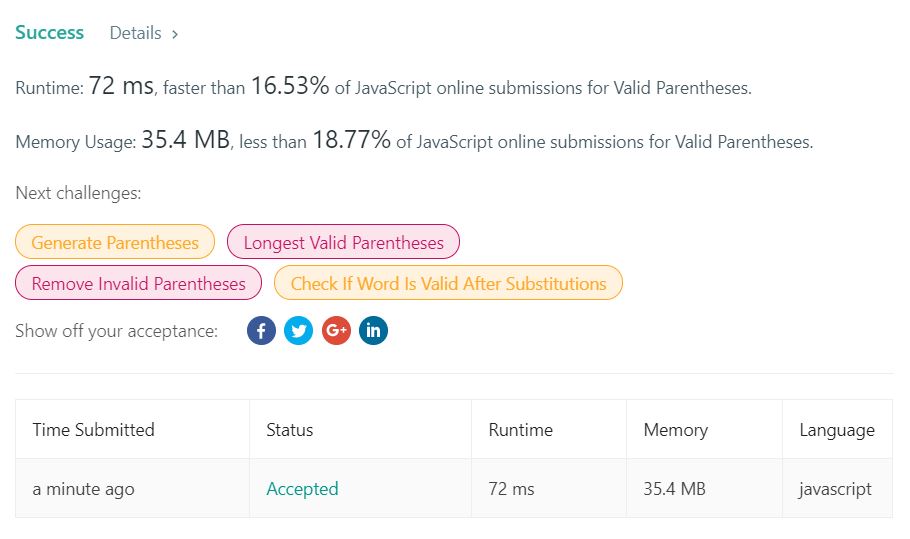 Success Details >
Runtime: 72 ms, faster than 16.53% of JavaScript online submissions for Valid Parentheses.
Memory Usage: 35.4 MB, less than 18.77% of JavaScript online submissions for Valid Parentheses.
Next challenges:
Generate Parentheses Longest Valid Parentheses
Remove Invalid Parentheses Check If Word Is Valid After Substitutions
Show off your acceptance: f G+ in
Time Submitted Status Runtime Memory Language
a minute ago Accepted 72 ms 35.4 MB javascript